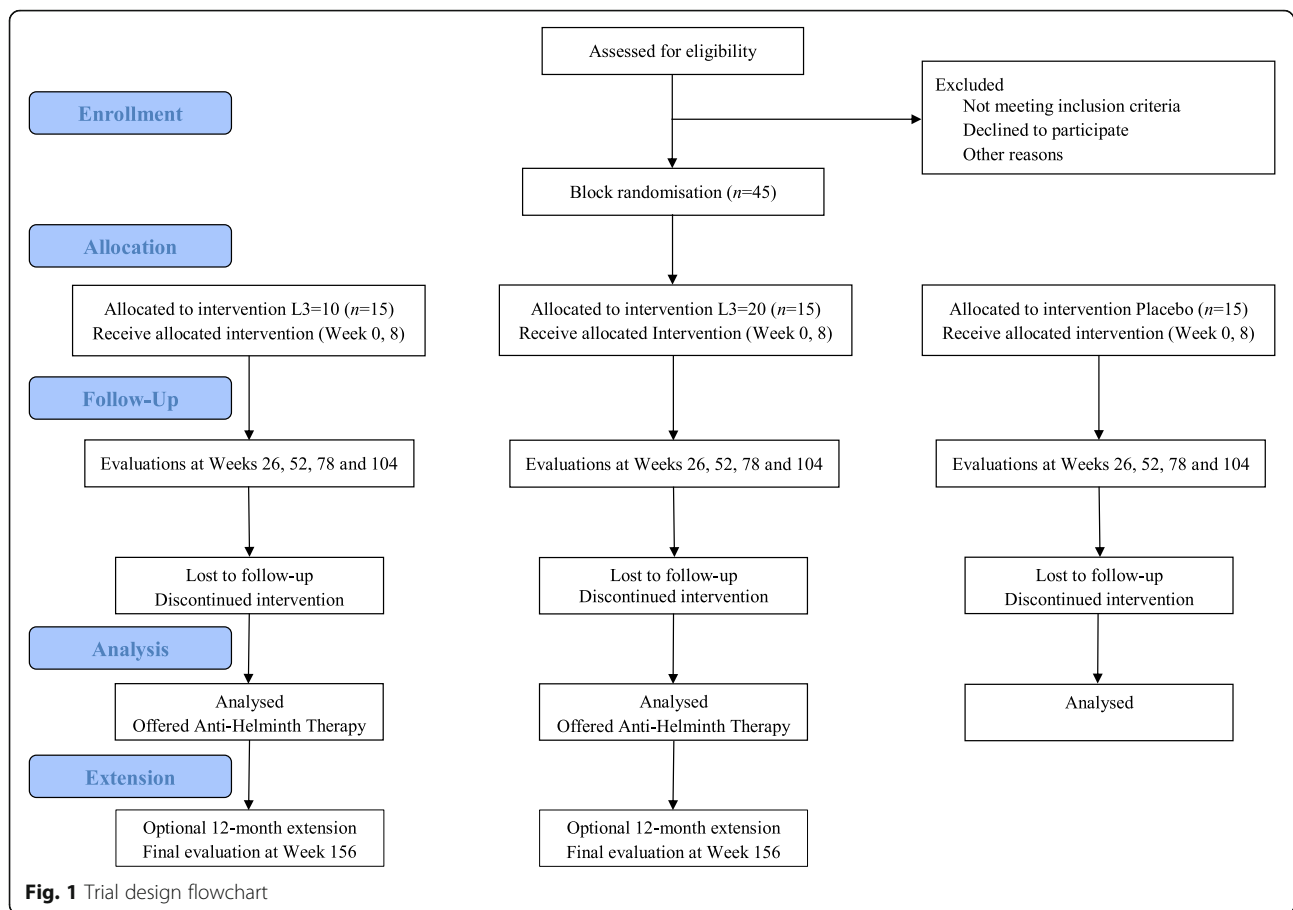 Assessed for eligibility
Enrollment
Excluded
Not meeting inclusion criteria
Declined to participate
Other reasons
Block randomisation (n=45)
Allocation
Allocated to intervention L3=10 (n=15)
Receive allocated intervention (Week 0, 8)
Allocated to intervention L3=20 (n=15)
Receive allocated Intervention (Week 0, 8)
Allocated to intervention Placebo (n=15)
Receive allocated intervention (Week 0, 8)
Follow-Up
Evaluations at Weeks 26, 52, 78 and 104
Evaluations at Weeks 26, 52, 78 and 104
Evaluations at Weeks 26, 52, 78 and 104
Lost to follow-up
Discontinued intervention
Lost to follow-up
Discontinued intervention
Lost to follow-up
Discontinued intervention
Analysis
Analysed
Offered Anti-Helminth Therapy
Analysed
Offered Anti-Helminth Therapy
Analysed
Extension
Optional 12-month extension
Final evaluation at Week 156
Optional 12-month extension
Final evaluation at Week 156
Fig. 1 Trial design flowchart